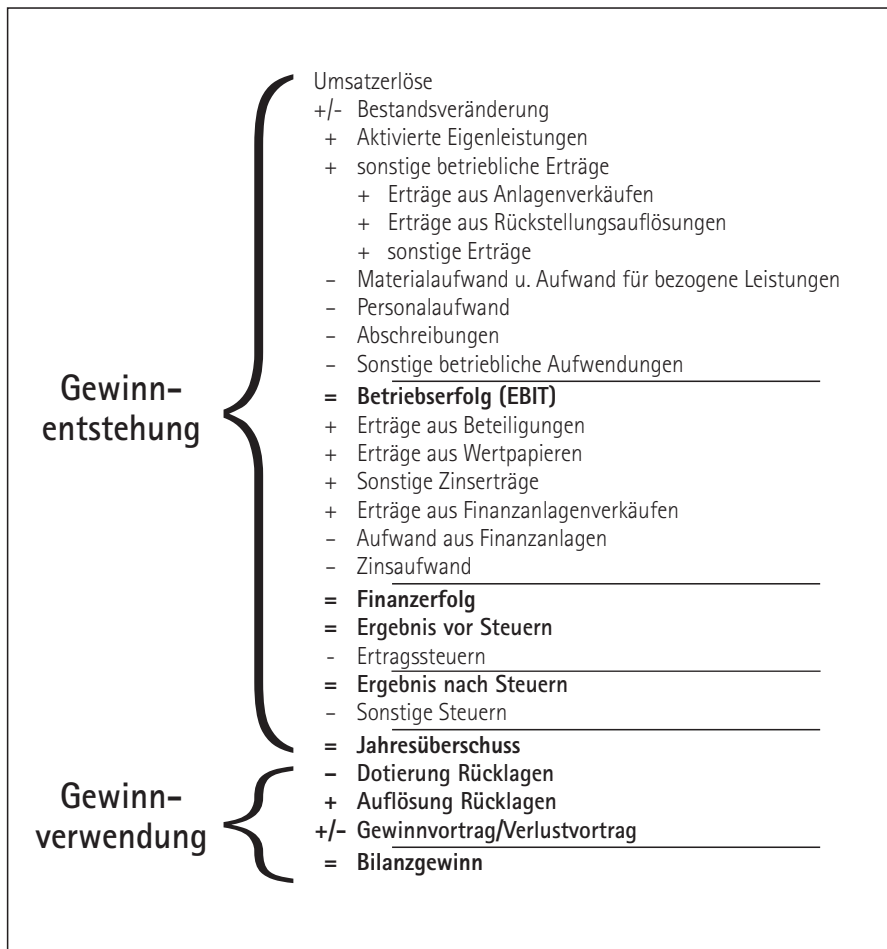 Umsatzerlöse
+/- Bestandsveränderung
+ Aktivierte Eigenleistungen
+ sonstige betriebliche Erträge
+ Erträge aus Anlagenverkäufen
+ Erträge aus Rückstellungsauflösungen
+ sonstige Erträge
– Materialaufwand u. Aufwand für bezogene Leistungen
– Personalaufwand
– Abschreibungen
– Sonstige betriebliche Aufwendungen
Gewinn-
entstehung
= Betriebserfolg (EBIT)
+ Erträge aus Beteiligungen
+ Erträge aus Wertpapieren
+ Sonstige Zinserträge
+ Erträge aus Finanzanlagenverkäufen
– Aufwand aus Finanzanlagen
– Zinsaufwand
= Finanzerfolg
= Ergebnis vor Steuern
- Ertragssteuern
= Ergebnis nach Steuern
– Sonstige Steuern
= Jahresüberschuss
Gewinn-
verwendung
– Dotierung Rücklagen
+ Auflösung Rücklagen
+/- Gewinnvortrag/Verlustvortrag
= Bilanzgewinn